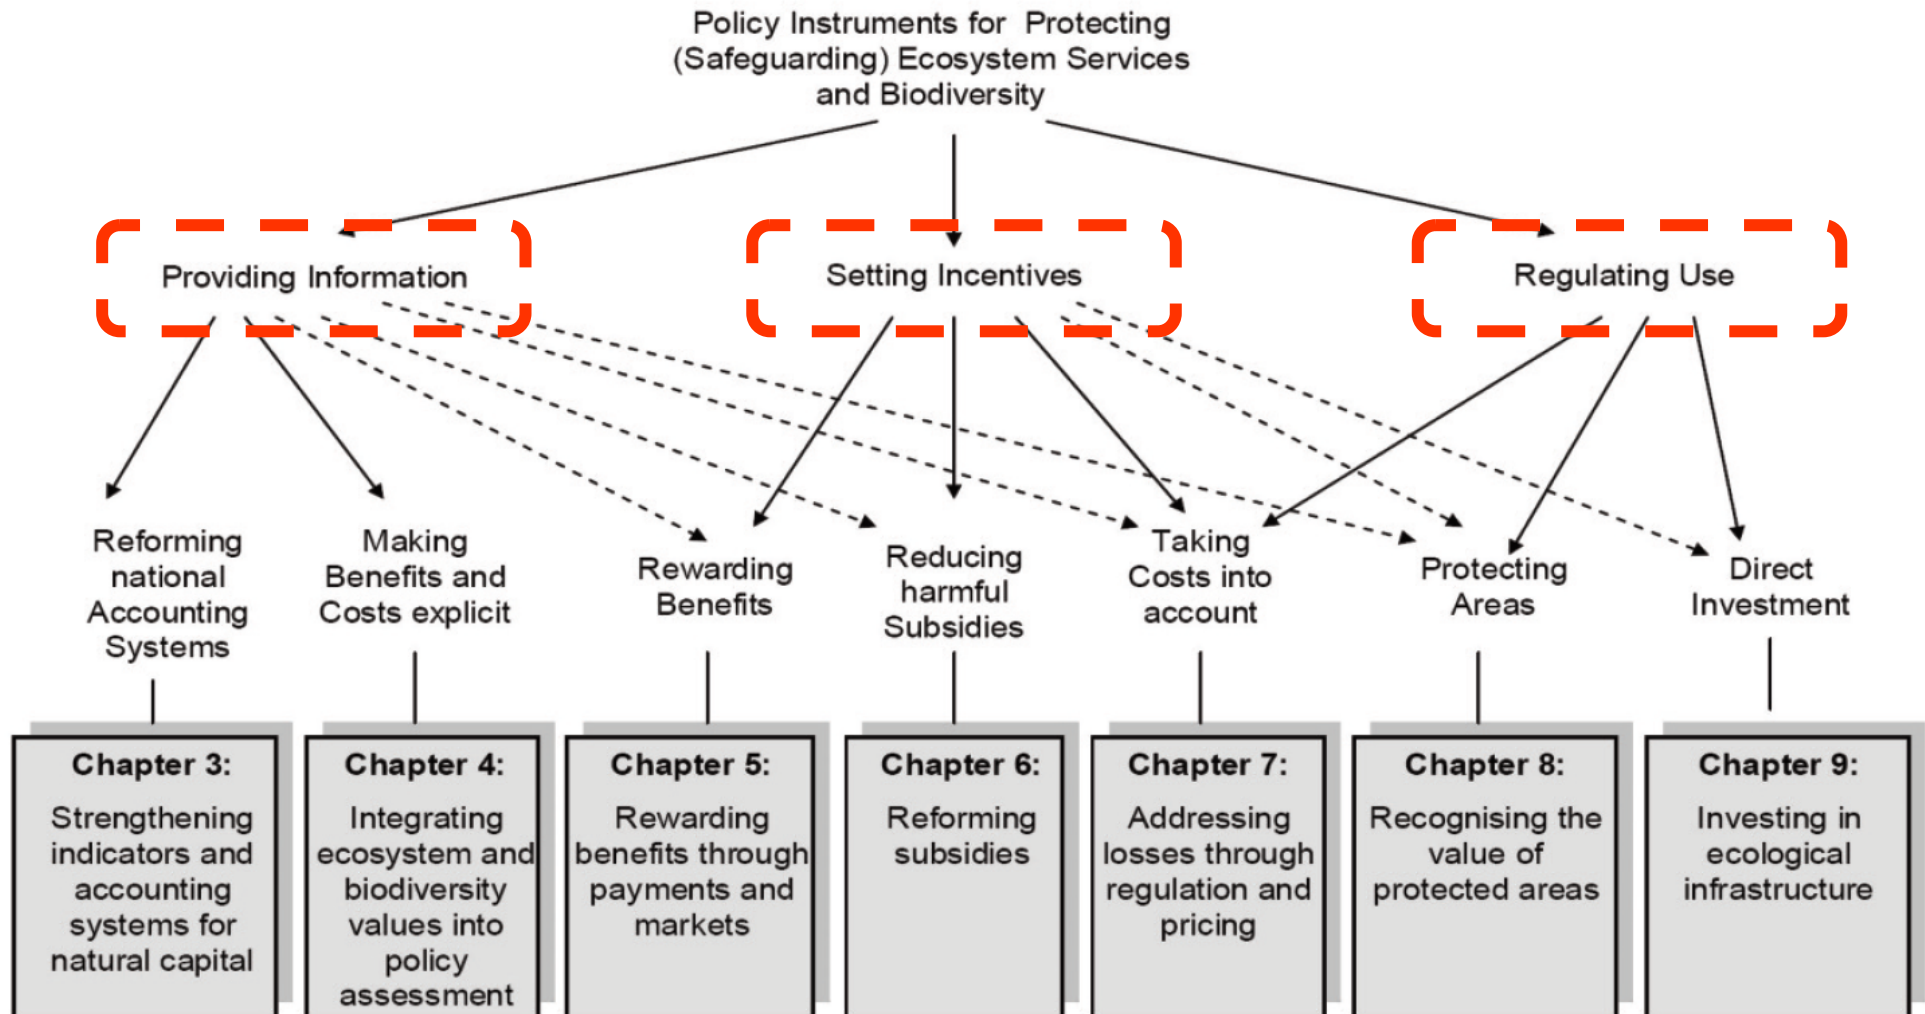 Policy Instruments for Protecting
(Safeguarding) Ecosystem Services
and Biodiversity
Providing Information
Setting Incentives
Regulating Use
Reforming
national
Accounting
Systems
Making
Benefits and
Costs explicit
Rewarding
Benefits
Reducing
harmful
Subsidies
Taking
Costs into
account
Protecting
Areas
Direct
Investment
Chapter 3:
Strengthening
indicators and
accounting
systems for
natural capital
Chapter 4:
Integrating
ecosystem and
biodiversity
values into
policy
assessment
Chapter 5:
Rewarding
benefits through
payments and
markets
Chapter 6:
Reforming
subsidies
Chapter 7:
Addressing
losses through
regulation and
pricing
Chapter 8:
Recognising the
value of
protected areas
Chapter 9:
Investing in
ecological
infrastructure